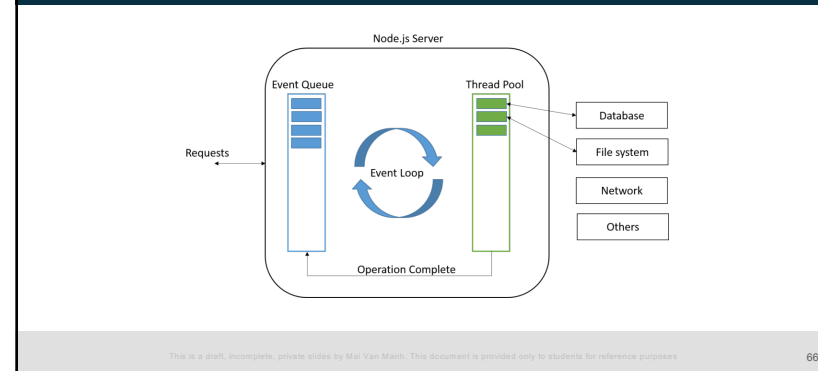 Node.js Server
Event Queue
Thread Pool
Database
File system
Requests
Event Loop
Network
Others
Operation Complete
This is a draft, incomplete, private slides by Mai Van Manh. This document is provided only to students for reference purposes
66